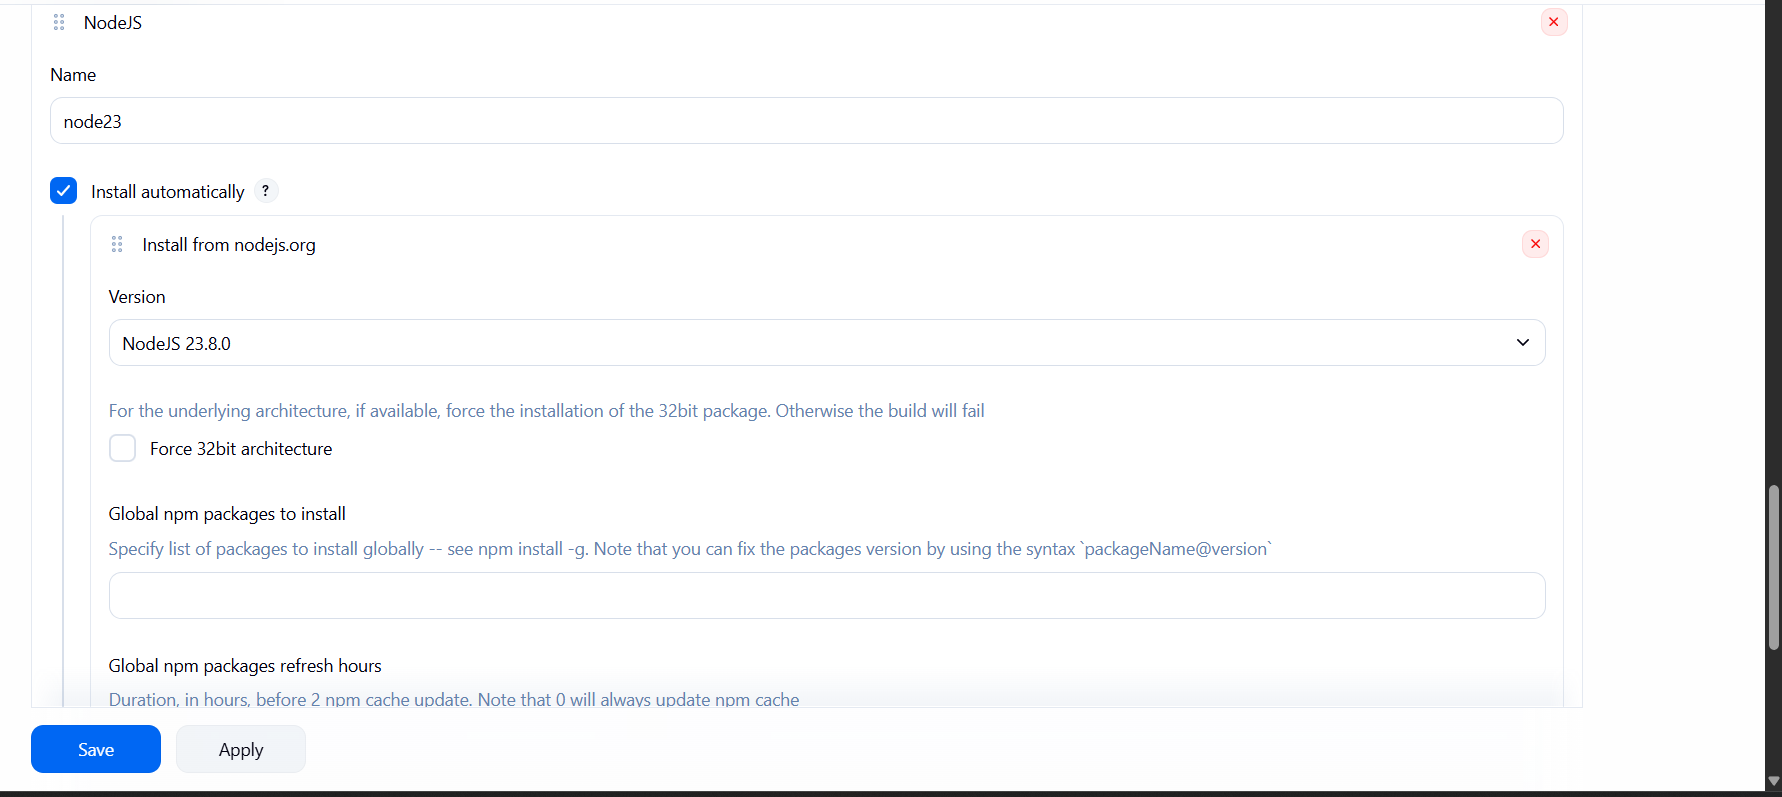 NodeJS
Name
node23
Install automatically ?
Install from nodejs.org
Version
NodeJS 23.8.0
For the underlying architecture, if available, force the installation of the 32bit package. Otherwise the build will fail
Force 32bit architecture
Global npm packages to install
Specify list of packages to install globally -- see npm install -g. Note that you can fix the packages version by using the syntax `packageName@version`
Global npm packages refresh hours
Duration, in hours, before 2 npm cache update. Note that 0 will always update npm cache
Save
Apply